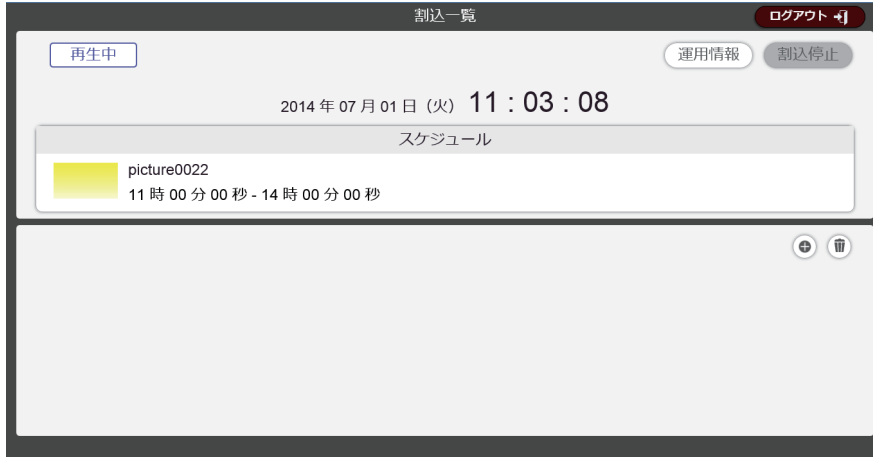 割込一覧
ログアウト
再生中
運用情報
割込停止
2014 年 07 月 01 日（火） 11 : 03 : 08
スケジュール
picture0022
11 時 00 分 00 秒 - 14 時 00 分 00 秒